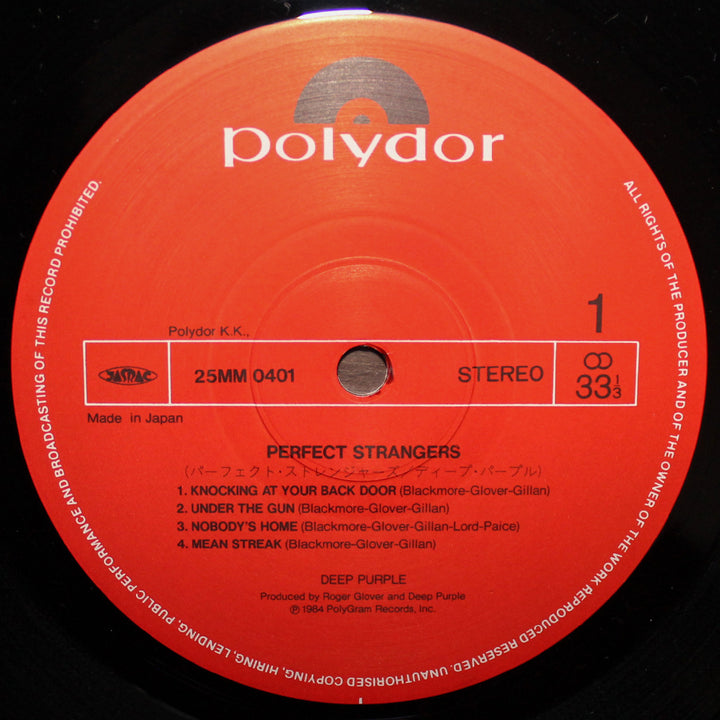 polydor
1
Polydor K.K.,
JASRAC
25MM 0401
STEREO
33 1/3
Made in Japan
PERFECT STRANGERS
(パーフェクト・ストレンジャーズ/ディープ・パープル)
1. KNOCKING AT YOUR BACK DOOR (Blackmore-Glover-Gillan)
2. UNDER THE GUN (Blackmore-Glover-Gillan)
3. NOBODY'S HOME (Blackmore-Glover-Gillan-Lord-Paice)
4. MEAN STREAK (Blackmore-Glover-Gillan)
DEEP PURPLE
Produced by Roger Glover and Deep Purple
℗ 1984 PolyGram Records, Inc.
ALL RIGHTS OF THE PRODUCER AND OF THE OWNER OF THE WORK REPRODUCED RESERVED. UNAUTHORISED COPYING, HIRING, LENDING, PUBLIC PERFORMANCE AND BROADCASTING OF THIS RECORD PROHIBITED.